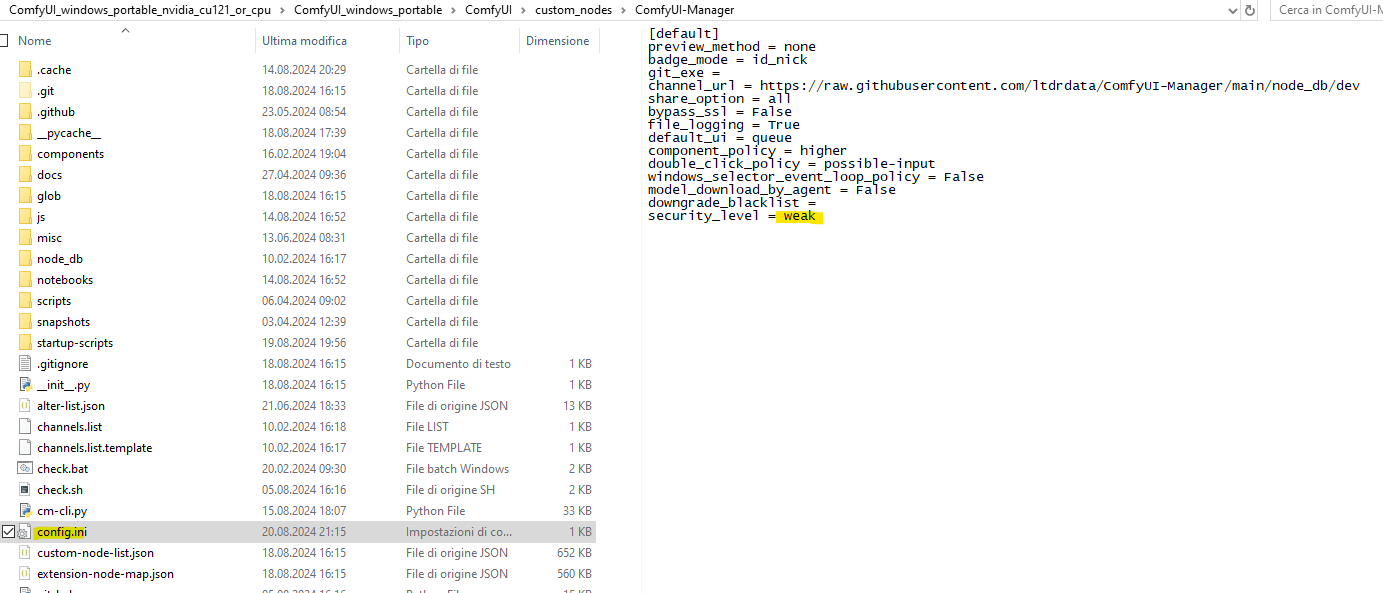 ComfyUI_windows_portable_nvidia_cu121_or_cpu > ComfyUI_windows_portable > ComfyUI > custom_nodes > ComfyUI-Manager
Cerca in ComfyUI-M
Nome Ultima modifica Tipo Dimensione
.cache 14.08.2024 20:29 Cartella di file
.git 18.08.2024 16:15 Cartella di file
.github 23.05.2024 08:54 Cartella di file
__pycache__ 18.08.2024 17:39 Cartella di file
components 16.02.2024 19:04 Cartella di file
docs 27.04.2024 09:36 Cartella di file
glob 18.08.2024 16:15 Cartella di file
js 14.08.2024 16:52 Cartella di file
misc 13.06.2024 08:31 Cartella di file
node_db 10.02.2024 16:17 Cartella di file
notebooks 14.08.2024 16:52 Cartella di file
scripts 06.04.2024 09:02 Cartella di file
snapshots 03.04.2024 12:39 Cartella di file
startup-scripts 19.08.2024 19:56 Cartella di file
.gitignore 18.08.2024 16:15 Documento di testo 1 KB
__init__.py 18.08.2024 16:15 Python File 1 KB
alter-list.json 21.06.2024 18:33 File di origine JSON 13 KB
channels.list 10.02.2024 16:18 File LIST 1 KB
channels.list.template 10.02.2024 16:17 File TEMPLATE 1 KB
check.bat 20.02.2024 09:30 File batch Windows 2 KB
check.sh 05.08.2024 16:16 File di origine SH 2 KB
cm-cli.py 15.08.2024 18:07 Python File 33 KB
config.ini 20.08.2024 21:15 Impostazioni di co... 1 KB
custom-node-list.json 18.08.2024 16:15 File di origine JSON 652 KB
extension-node-map.json 18.08.2024 16:15 File di origine JSON 560 KB
[default]
preview_method = none
badge_mode = id_nick
git_exe =
channel_url = https://raw.githubusercontent.com/ltdrdata/ComfyUI-Manager/main/node_db/dev
share_option = all
bypass_ssl = False
file_logging = True
default_ui = queue
component_policy = higher
double_click_policy = possible-input
windows_selector_event_loop_policy = False
model_download_by_agent = False
downgrade_blacklist =
security_level = weak